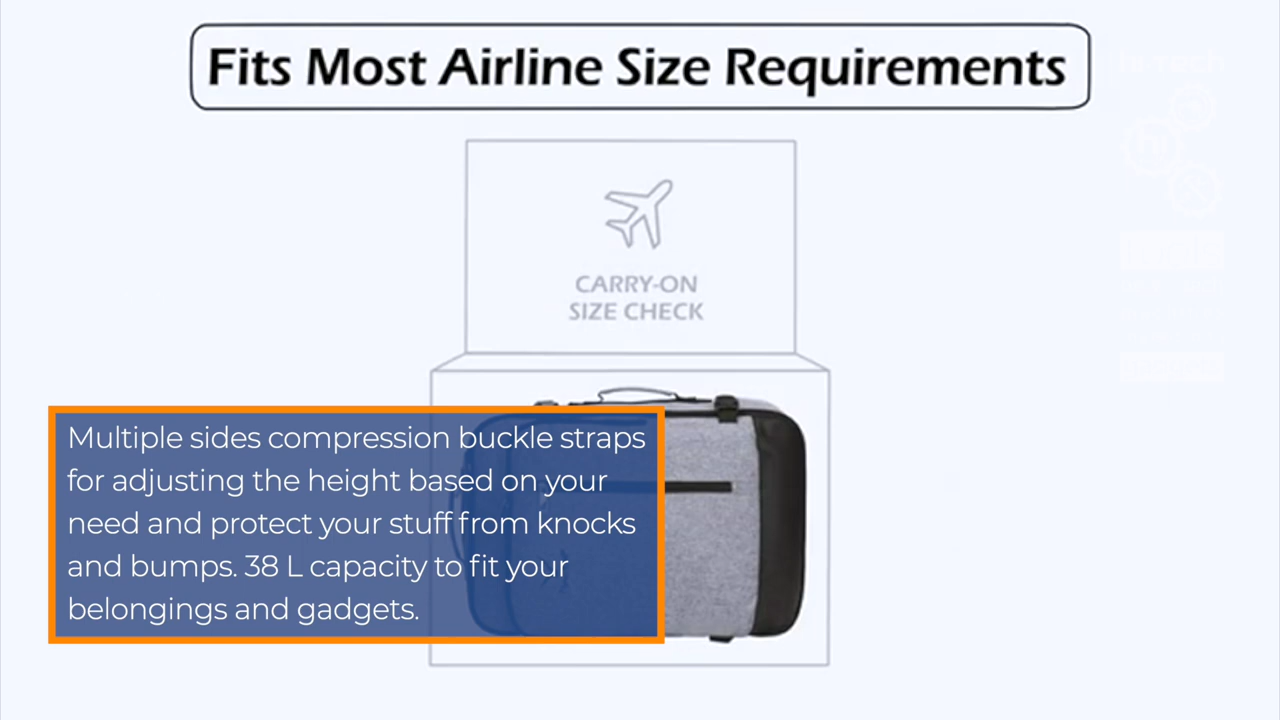 Fits Most Airline Size Requirements
CARRY-ON
SIZE CHECK
Multiple sides compression buckle straps
for adjusting the height based on your
need and protect your stuff from knocks
and bumps. 38 L capacity to fit your
belongings and gadgets.